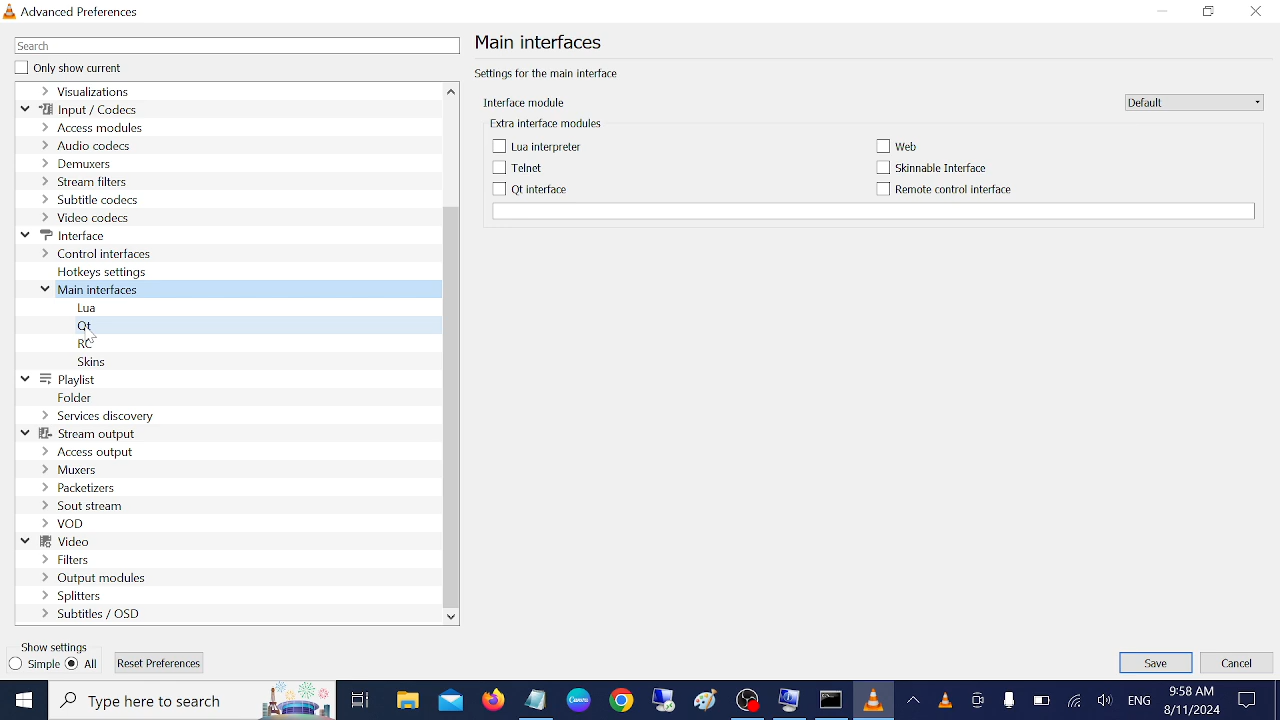 Advanced Preferences
Search
Only show current
Visualizations
Input / Codecs
Access modules
Audio codecs
Demuxers
Stream filters
Subtitle codecs
Video codecs
Interface
Control interfaces
Hotkeys settings
Main interfaces
Lua
Qt
RC
Skins
Playlist
Folder
Services discovery
Stream output
Access output
Muxers
Packetizers
Sout stream
VOD
Video
Filters
Output modules
Splitters
Subtitles / OSD
Show settings
Simple All Reset Preferences
Main interfaces
Settings for the main interface
Interface module Default
Extra interface modules
Lua interpreter Web
Telnet Skinnable Interface
Qt interface Remote control interface
Save Cancel
Type here to search
Canva
ENG
9:38 AM
8/11/2024